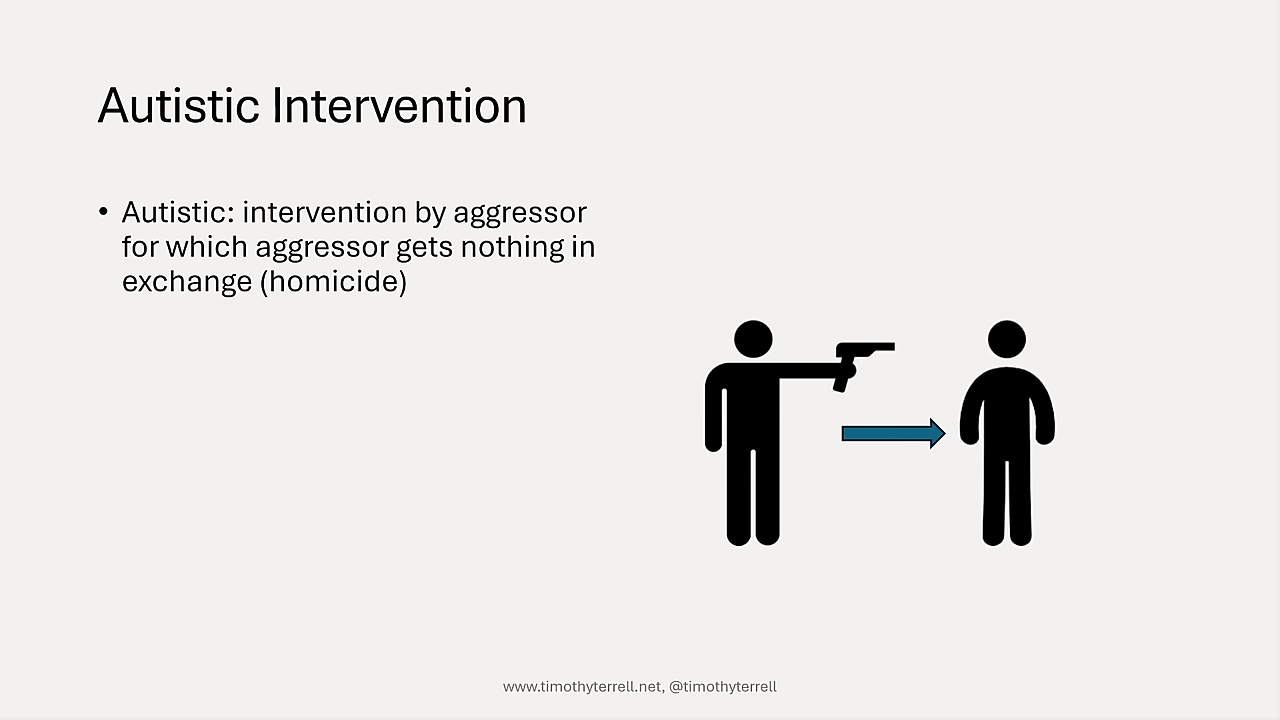 Autistic Intervention
• Autistic: intervention by aggressor
for which aggressor gets nothing in
exchange (homicide)
www.timothyterrell.net, @timothyterrell